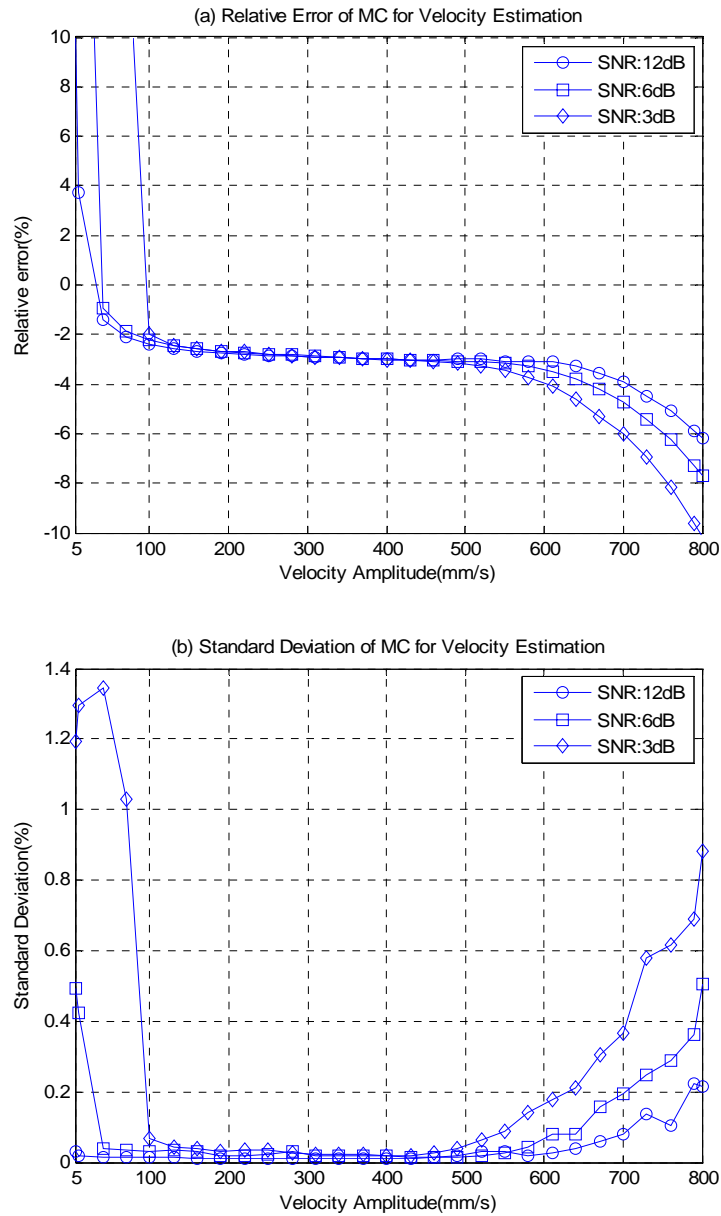 (a) Relative Error of MC for Velocity Estimation
10
8
6
4
2
0
-2
-4
-6
-8
-10
Relative error(%)
SNR:12dB
SNR:6dB
SNR:3dB
5 100 200 300 400 500 600 700 800
Velocity Amplitude(mm/s)
(b) Standard Deviation of MC for Velocity Estimation
1.4
1.2
1
0.8
0.6
0.4
0.2
0
Standard Deviation(%)
SNR:12dB
SNR:6dB
SNR:3dB
5 100 200 300 400 500 600 700 800
Velocity Amplitude(mm/s)